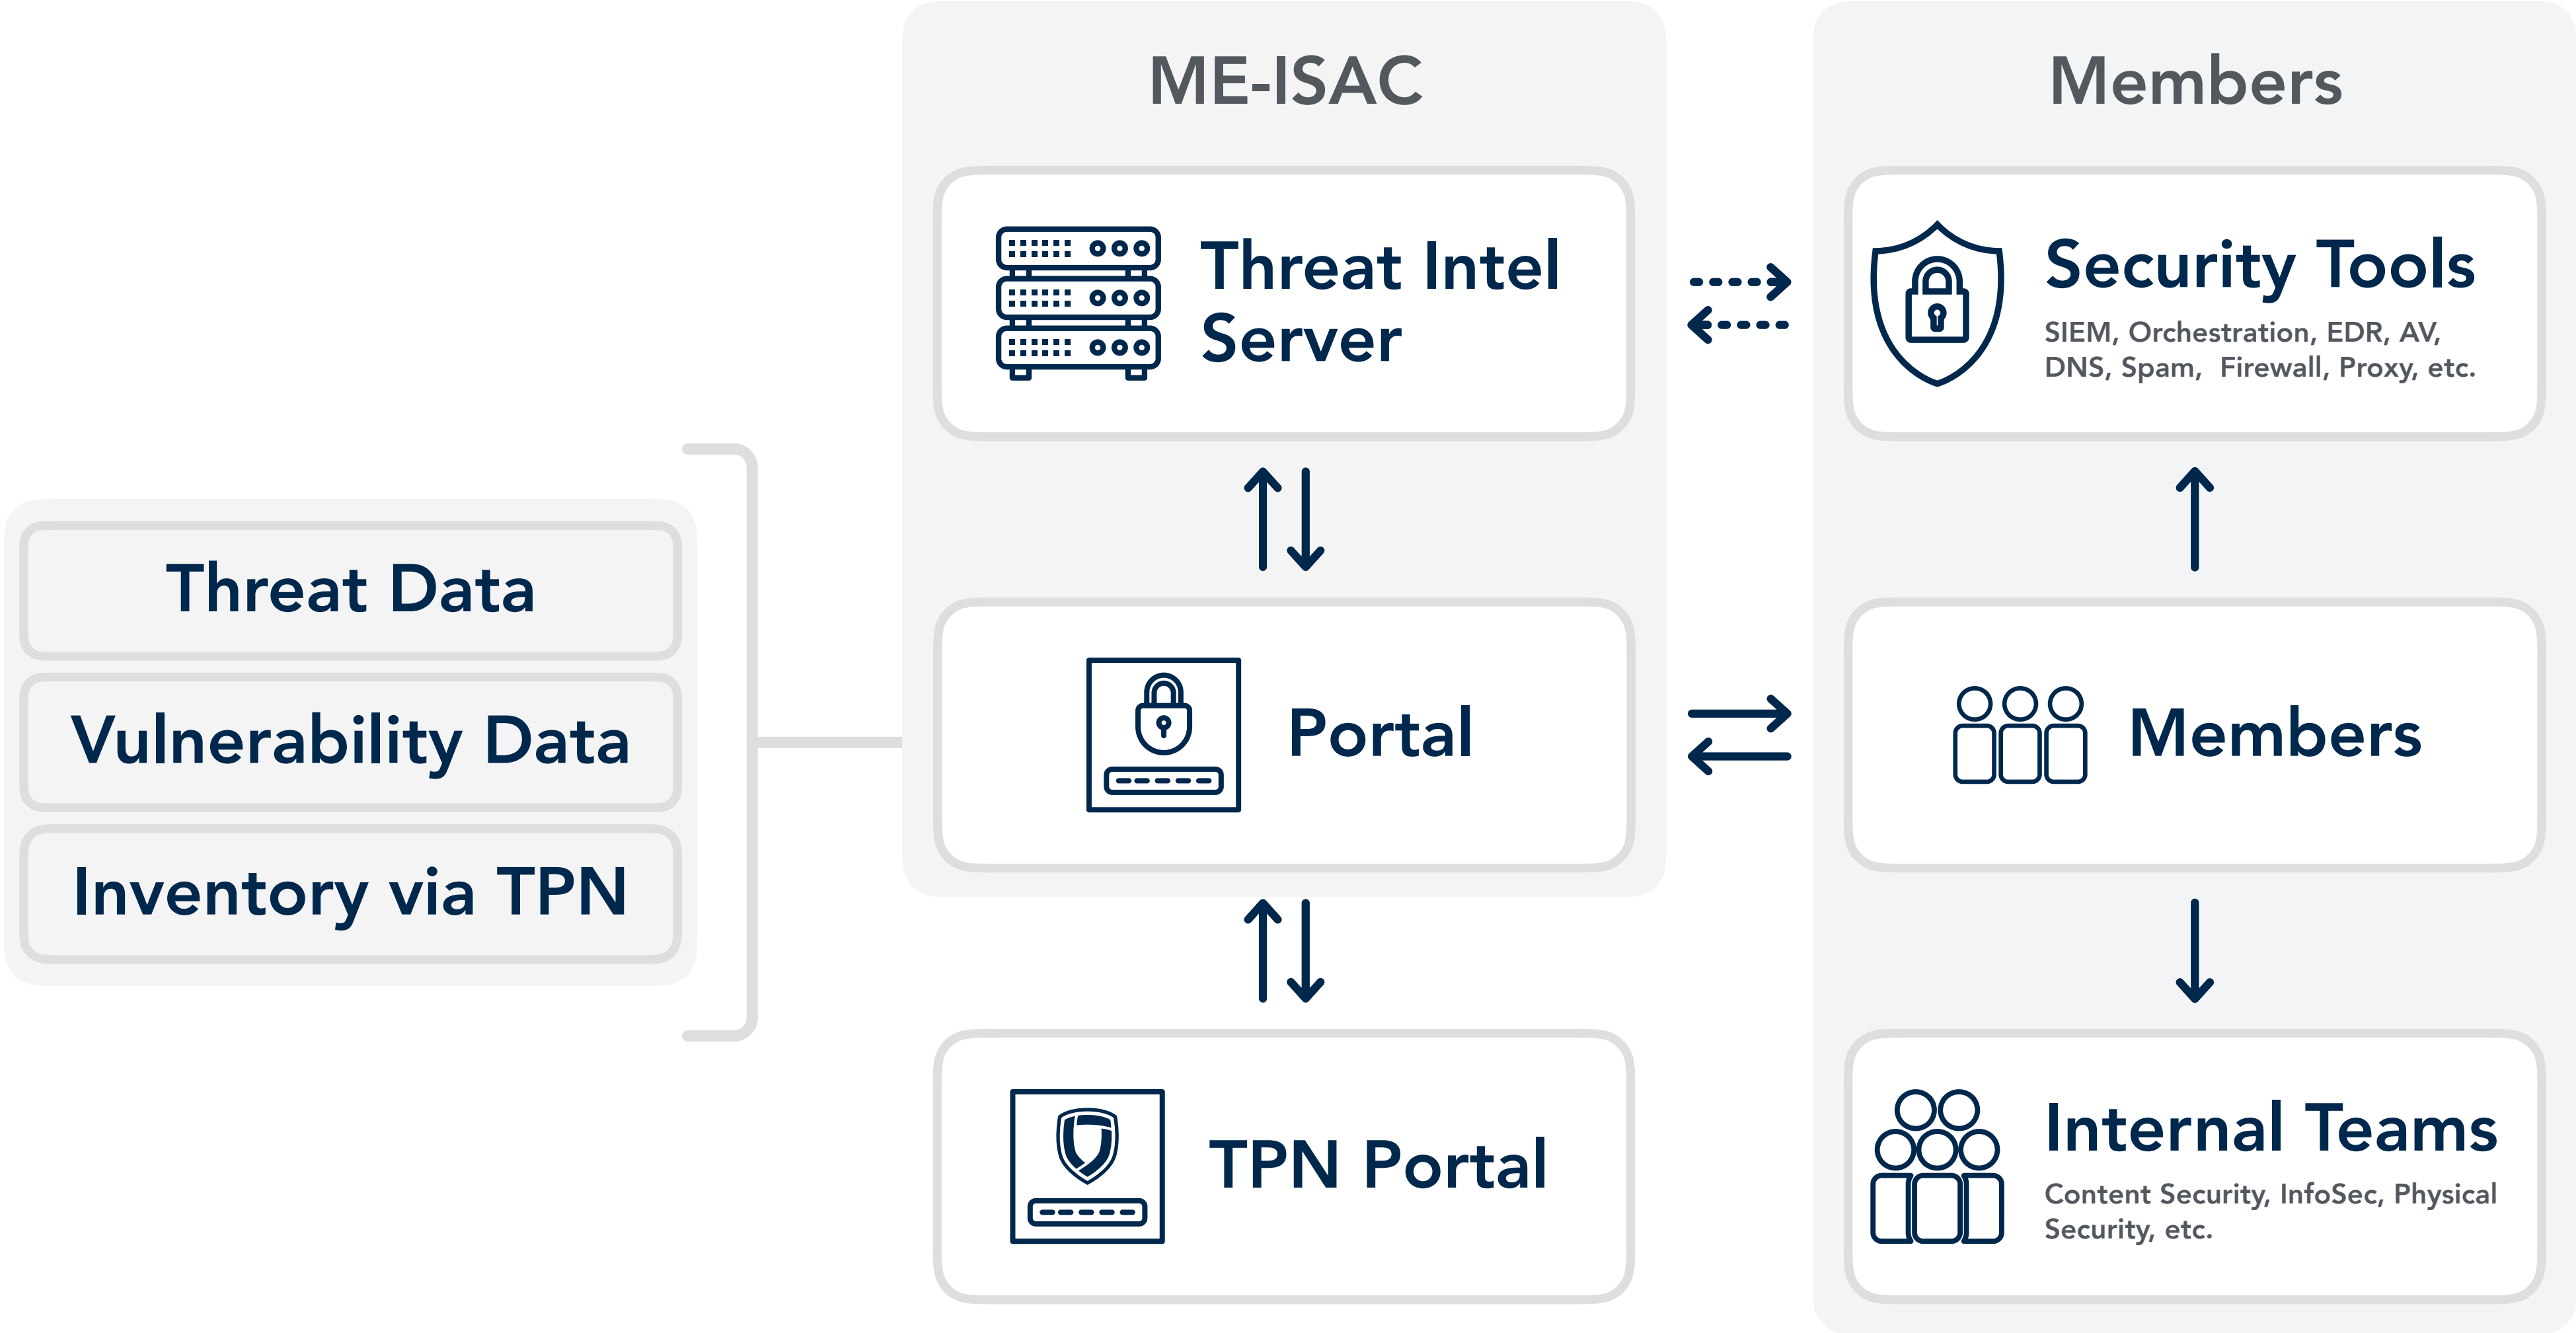 Threat Data
Vulnerability Data
Inventory via TPN
ME-ISAC
Threat Intel
Server
Portal
TPN Portal
Members
Security Tools
SIEM, Orchestration, EDR, AV,
DNS, Spam,  Firewall, Proxy, etc.
Members
Internal Teams
Content Security, InfoSec, Physical
Security, etc.